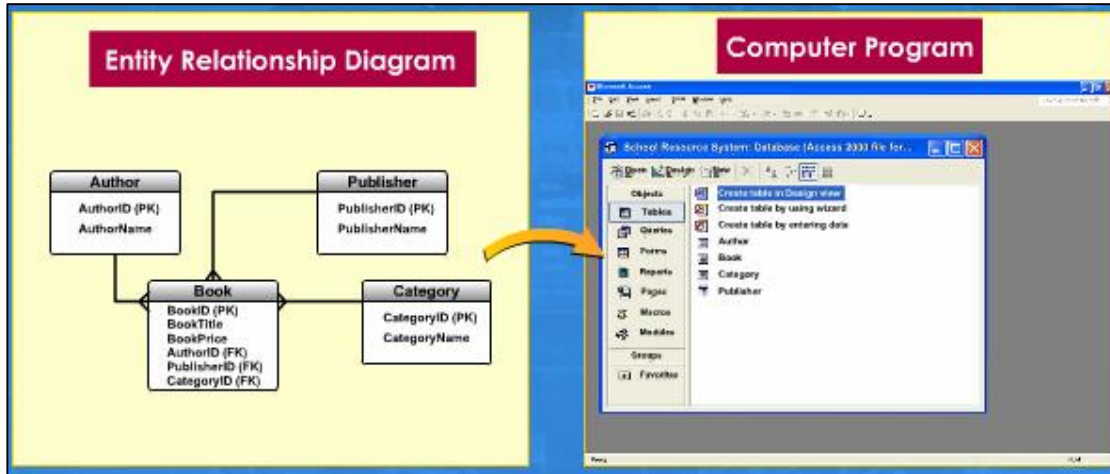 Entity Relationship Diagram
Author
AuthorID (PK)
AuthorName
Publisher
PublisherID (PK)
PublisherName
Book
BookID (PK)
BookTitle
BookPrice
AuthorID (FK)
PublisherID (FK)
CategoryID (FK)
Category
CategoryID (PK)
CategoryName
Computer Program
Microsoft Access
School Resource System: Database (Access 2000 file for...
Open Design New
Objects
Tables
Queries
Forms
Reports
Pages
Macros
Modules
Groups
Favorites
Create table in Design view
Create table by using wizard
Create table by entering data
Author
Book
Category
Publisher